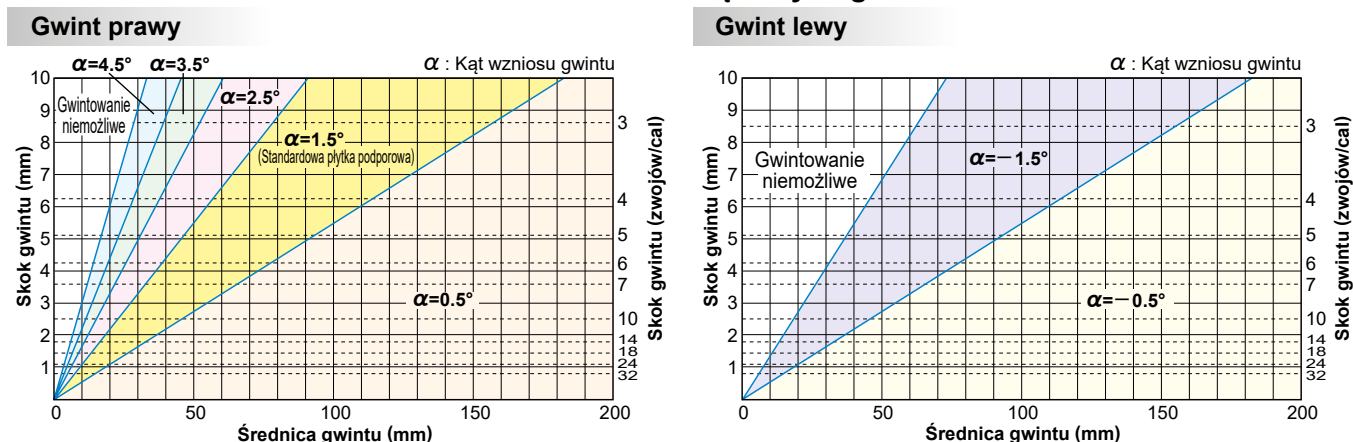 Gwint prawy
α=4.5° α=3.5°
α : Kąt wzniosu gwintu
Gwintowanie
niemożliwe
α=2.5°
α=1.5°
(Standardowa płytka podporowa)
α=0.5°
Skok gwintu (mm)
10
9
8
7
6
5
4
3
2
1
3
4
5
6
7
10
14
18
24
32
Skok gwintu (zwojów/cal)
0 50 100 150 200
Średnica gwintu (mm)
Gwint lewy
α : Kąt wzniosu gwintu
Gwintowanie
niemożliwe
α=−1.5°
α=−0.5°
Skok gwintu (mm)
10
9
8
7
6
5
4
3
2
1
3
4
5
6
7
10
14
18
24
32
Skok gwintu (zwojów/cal)
0 50 100 150 200
Średnica gwintu (mm)